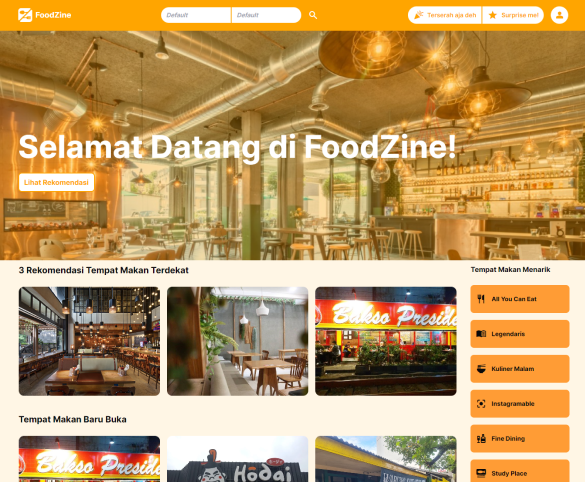 FoodZine
Default
Default
Terserah aja deh
Surprise me!
Selamat Datang di FoodZine!
Lihat Rekomendasi
3 Rekomendasi Tempat Makan Terdekat
Tempat Makan Menarik
All You Can Eat
Bakso Preside
Legendaris
Kuliner Malam
Instagramable
Tempat Makan Baru Buka
Fine Dining
Bakso Preside
Hodai
Study Place